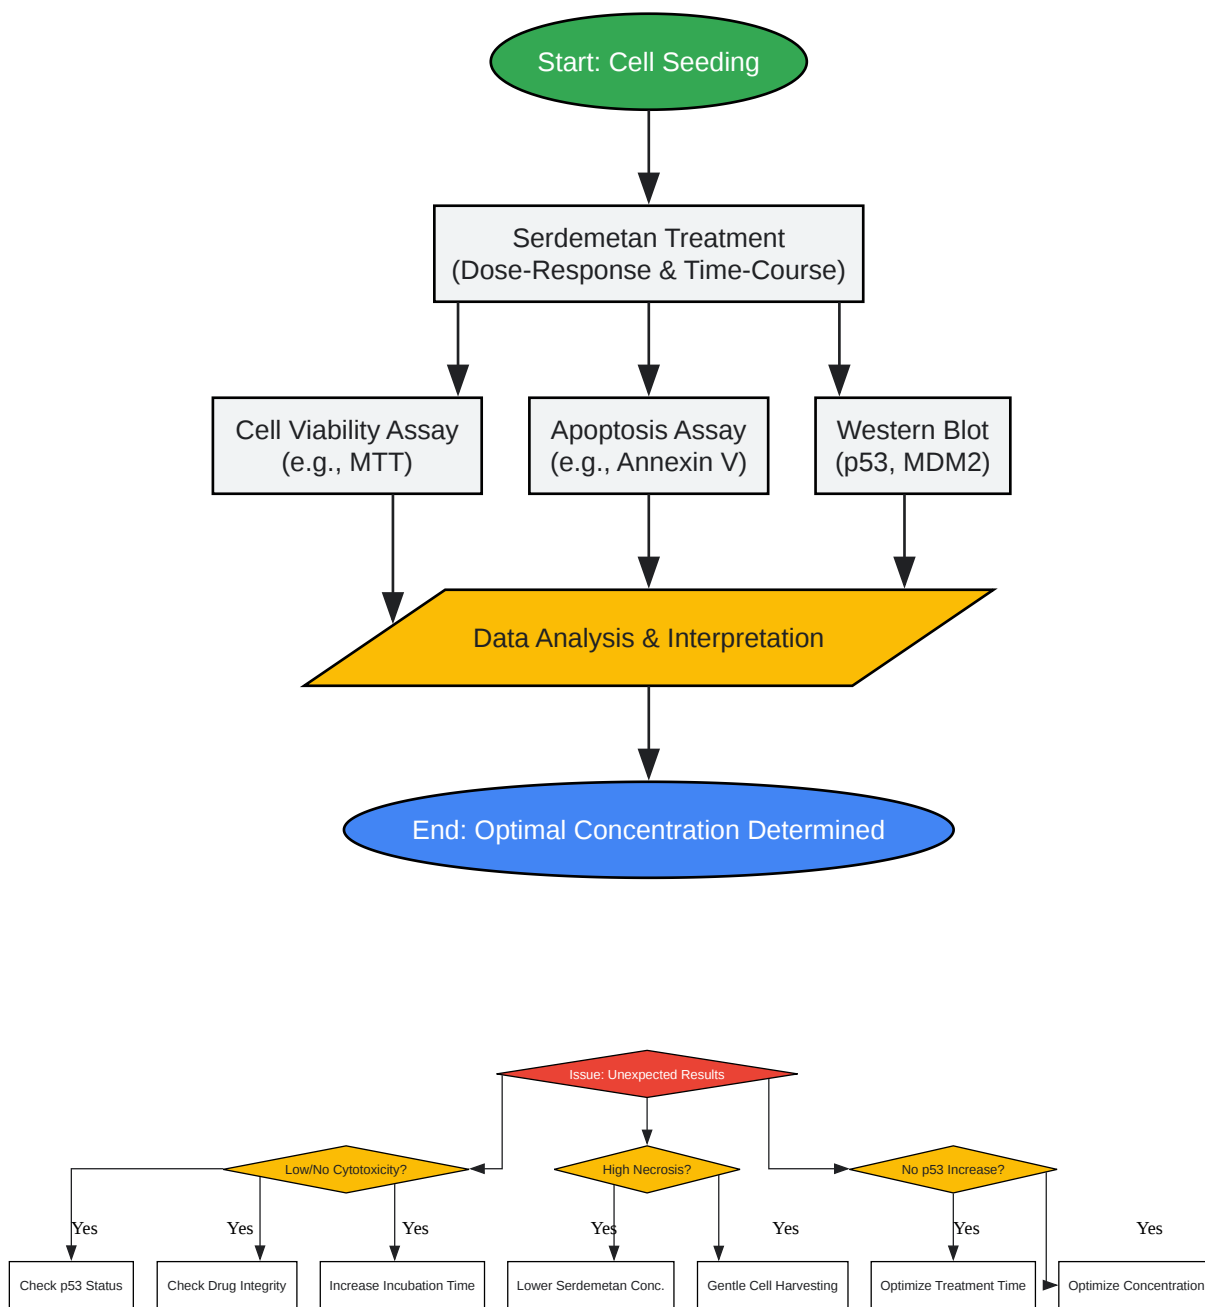 Start: Cell Seeding
Serdemetan Treatment
(Dose-Response & Time-Course)
Cell Viability Assay
(e.g., MTT)
Apoptosis Assay
(e.g., Annexin V)
Western Blot
(p53, MDM2)
Data Analysis & Interpretation
End: Optimal Concentration Determined
Issue: Unexpected Results
Low/No Cytotoxicity?
High Necrosis?
No p53 Increase?
Yes
Yes
Yes
Yes
Yes
Yes
Yes
Check p53 Status
Check Drug Integrity
Increase Incubation Time
Lower Serdemetan Conc.
Gentle Cell Harvesting
Optimize Treatment Time
Optimize Concentration